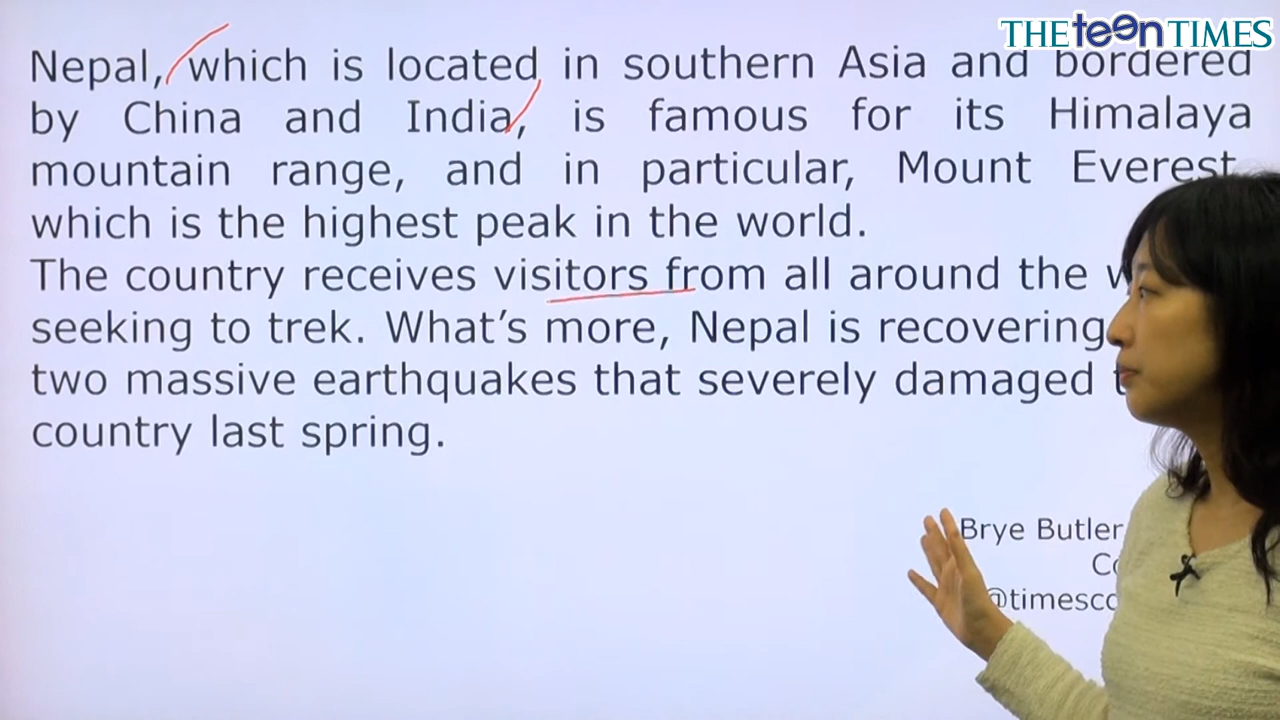 THE teen TIMES
Nepal, which is located in southern Asia and bordered
by China and India, is famous for its Himalaya
mountain range, and in particular, Mount Everest,
which is the highest peak in the world.
The country receives visitors from all around the
seeking to trek. What's more, Nepal is recovering
two massive earthquakes that severely damaged
country last spring.
Brye Butler